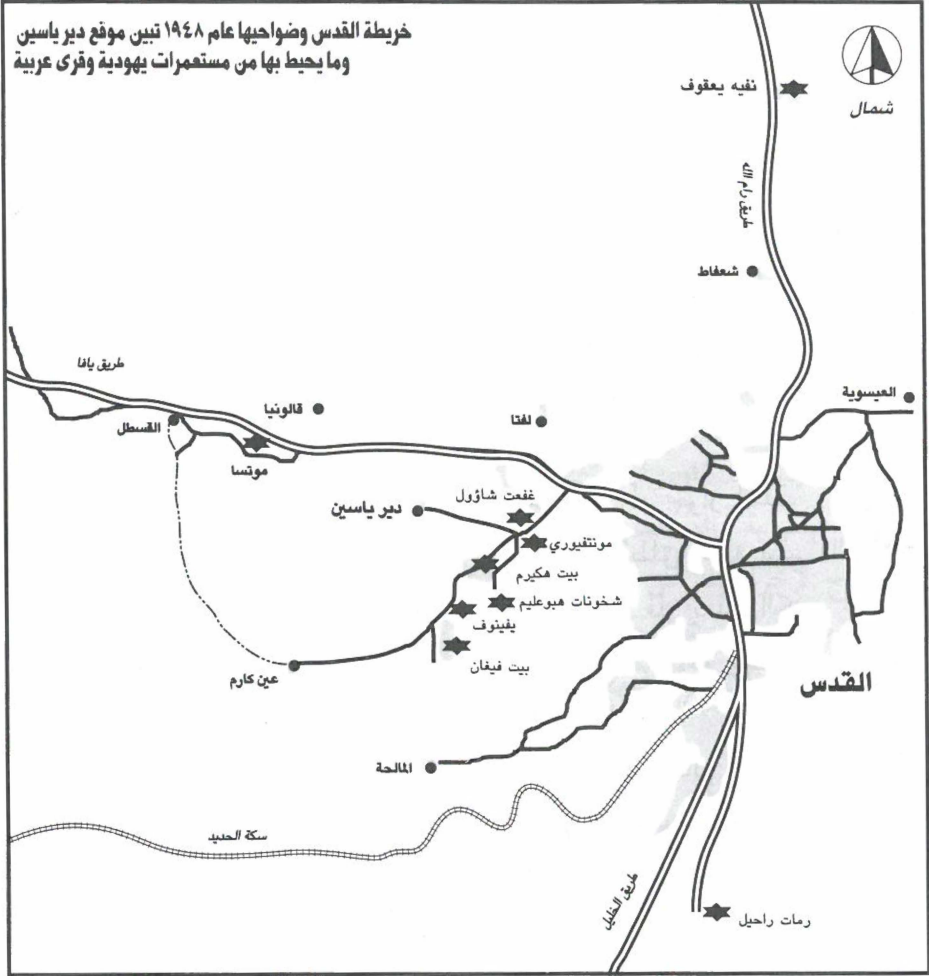 خريطة القدس وضواحيها عام ١٩٤٨ تبين موقع دير ياسين
وما يحيط بها من مستعمرات يهودية وقرى عربية
شمال
نفيه يعقوف
طريق رام الله
شعفاط
طريق يافا
العيسوية
قالونيا
لفتا
القسطل
موتسا
غفعت شاؤول
دير ياسين
مونتفيوري
بيت هكيرم
شخونات هبوعليم
يفينوف
بيت فيغان
عين كارم
القدس
المالحة
سكة الحديد
طريق الخليل
رمات راحيل